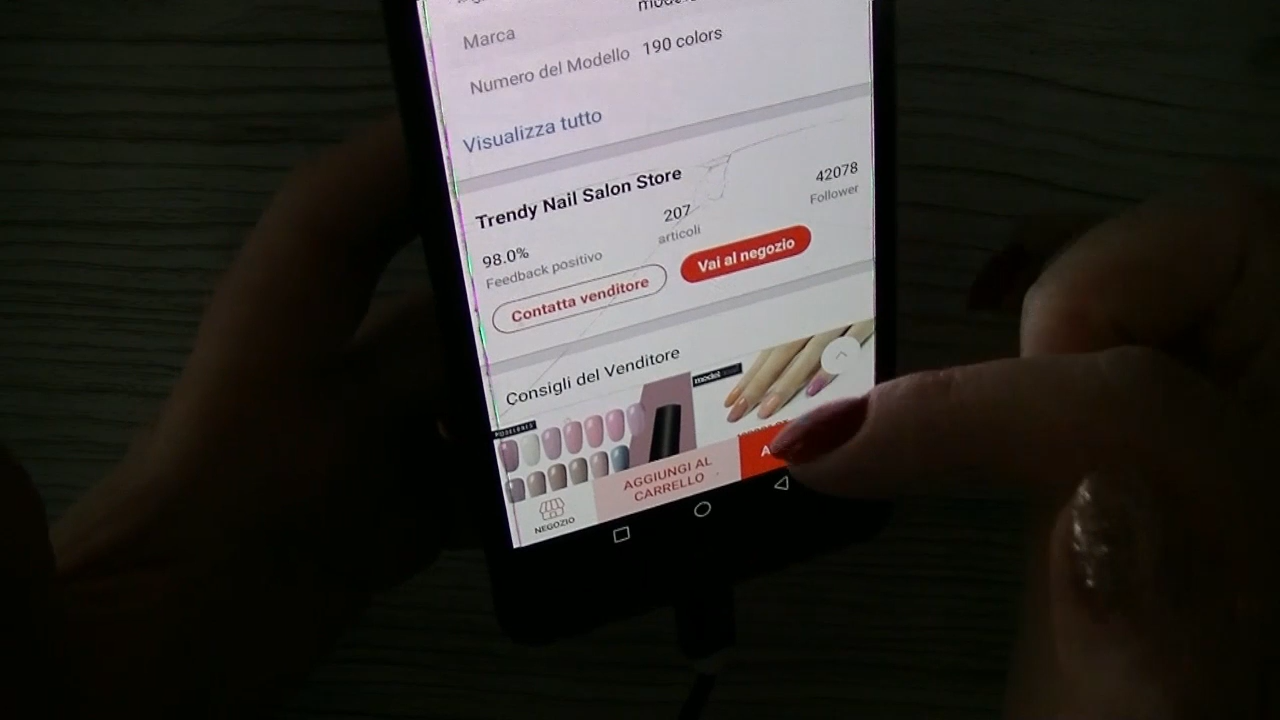 Marca
Numero del Modello 190 colors
Visualizza tutto
Trendy Nail Salon Store
98.0%
Feedback positivo
207
articoli
42078
Follower
Contatta venditore
Vai al negozio
Consigli del Venditore
NEGOZIO
AGGIUNGI AL
CARRELLO